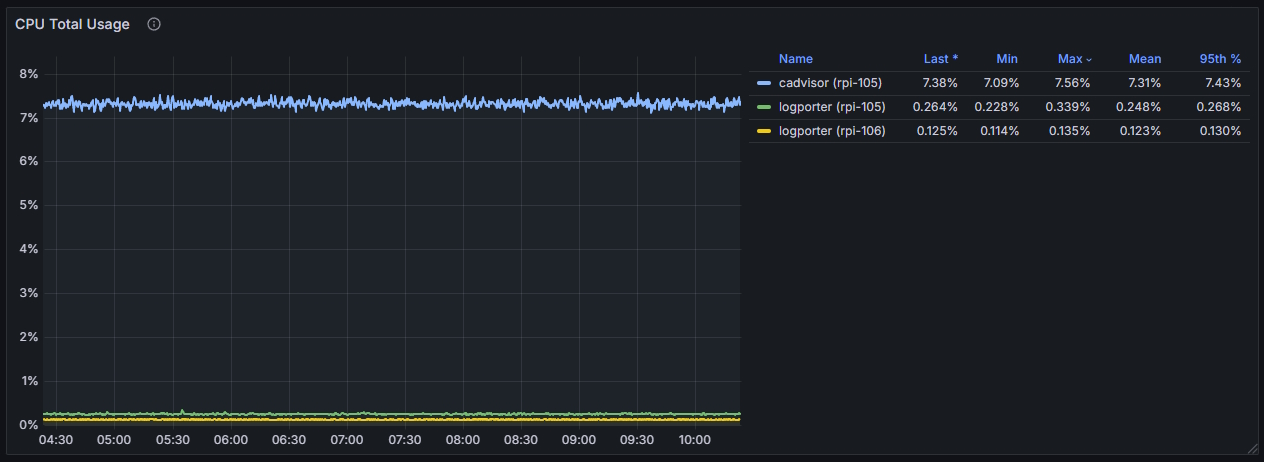 CPU Total Usage
8%
7%
6%
5%
4%
3%
2%
1%
0%
04:30 05:00 05:30 06:00 06:30 07:00 07:30 08:00 08:30 09:00 09:30 10:00
Name Last * Min Max Mean 95th %
cadvisor (rpi-105) 7.38% 7.09% 7.56% 7.31% 7.43%
logporter (rpi-105) 0.264% 0.228% 0.339% 0.248% 0.268%
logporter (rpi-106) 0.125% 0.114% 0.135% 0.123% 0.130%